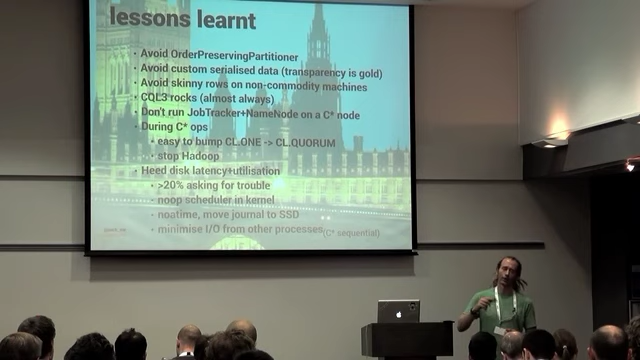 lessons learnt
· Avoid OrderPreservingPartitioner
· Avoid custom serialised data (transparency is gold)
· Avoid skinny rows on non-commodity machines
· CQL3 rocks (almost always)
· Don't run JobTracker+NameNode on a C* node
· During C* ops
· easy to bump CL.ONE -> CL.QUORUM
· stop Hadoop
· Heed disk latency+utilisation
· >20% asking for trouble
· noop scheduler in kernel
· noatime, move journal to SSD
· minimise I/O from other processes (C* sequential)